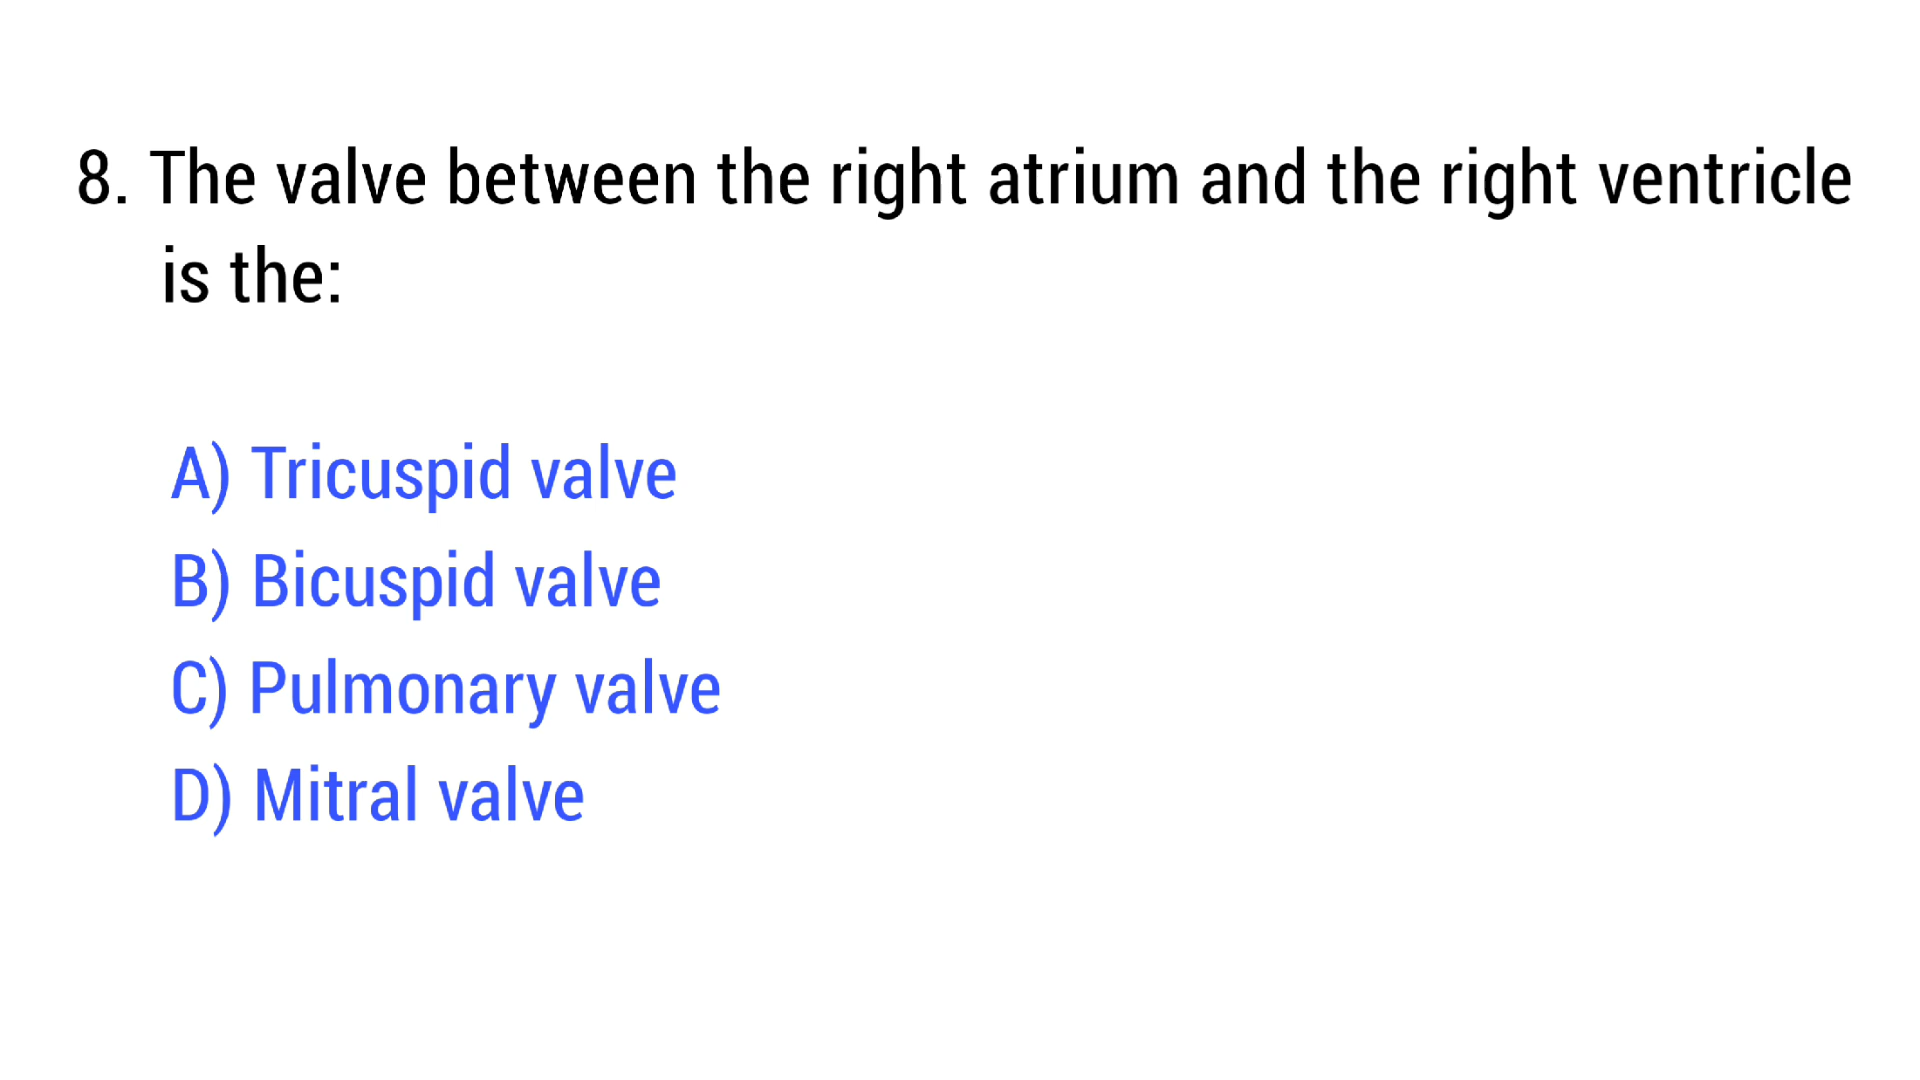 8. The valve between the right atrium and the right ventricle
is the:
A) Tricuspid valve
B) Bicuspid valve
C) Pulmonary valve
D) Mitral valve